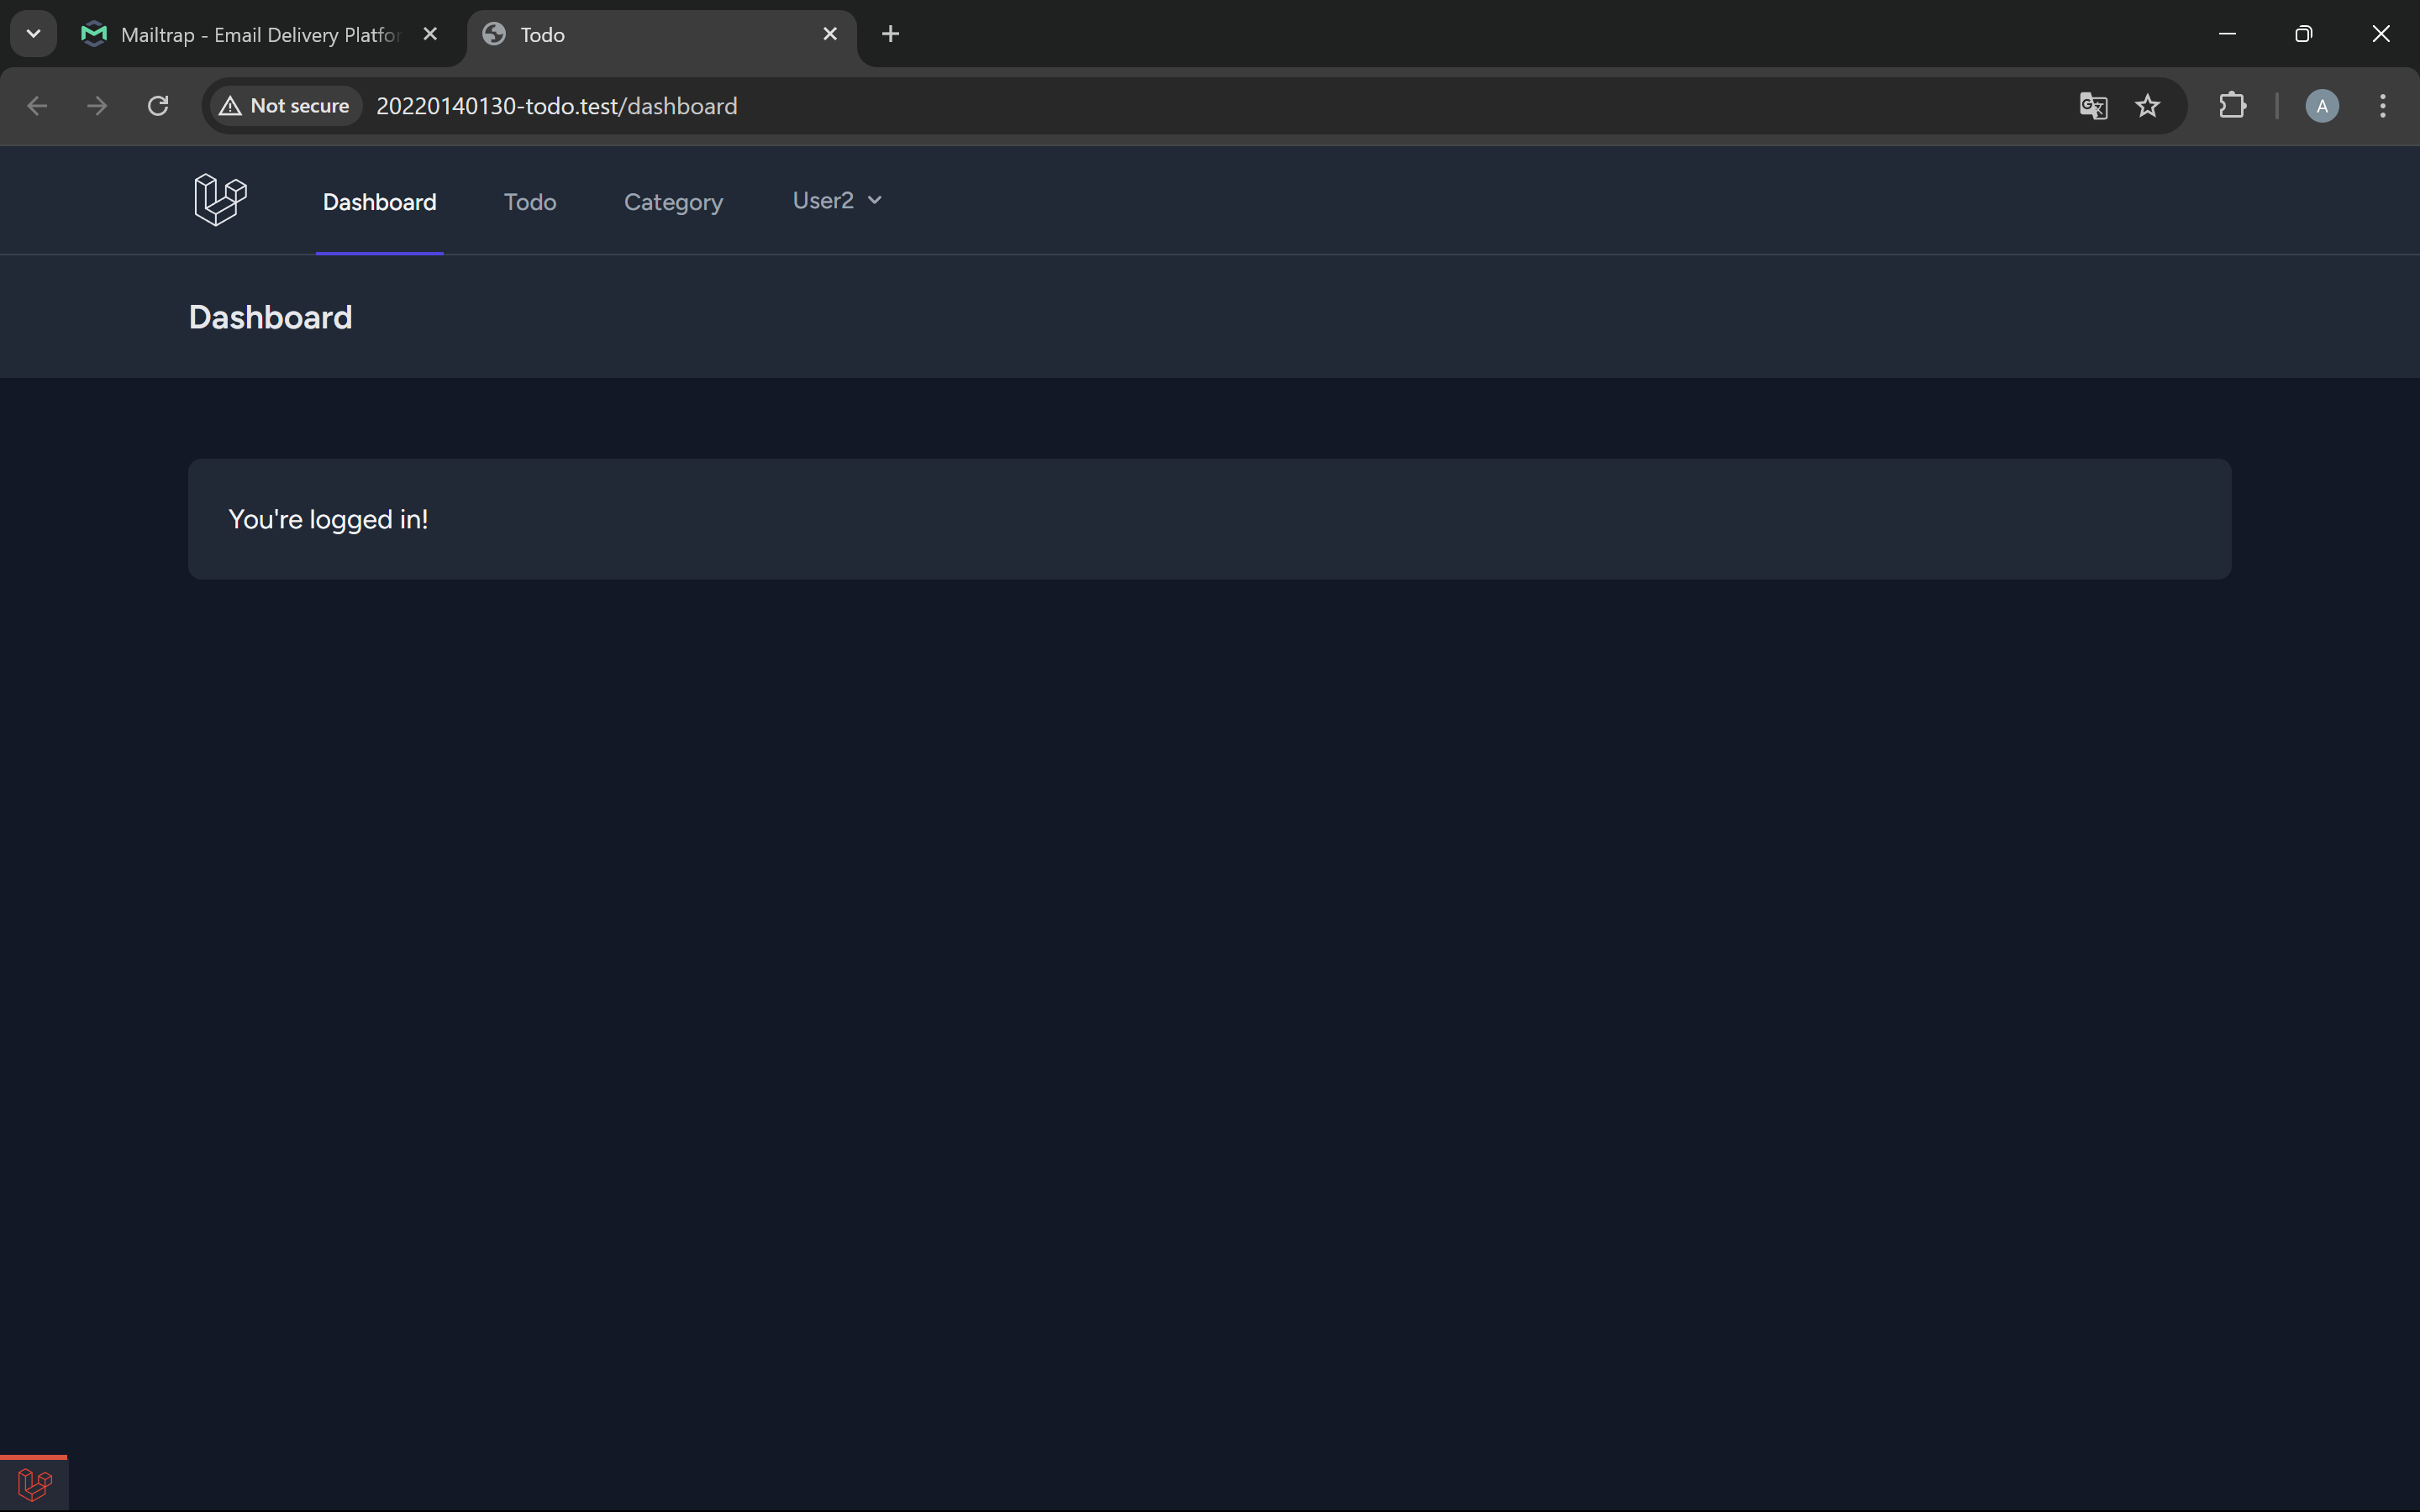 Mailtrap - Email Delivery Platfor
Todo
Not secure
20220140130-todo.test/dashboard
A
Dashboard
Todo
Category
User2
Dashboard
You're logged in!